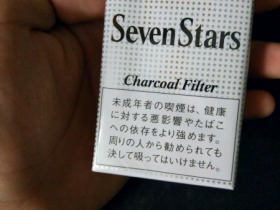 SevenStars
Charcoal Filter
未成年者の喫煙は、健康
に対する悪影響やたばこ
への依存をより強めます。
周りの人から勧められても
決して吸ってはいけません。